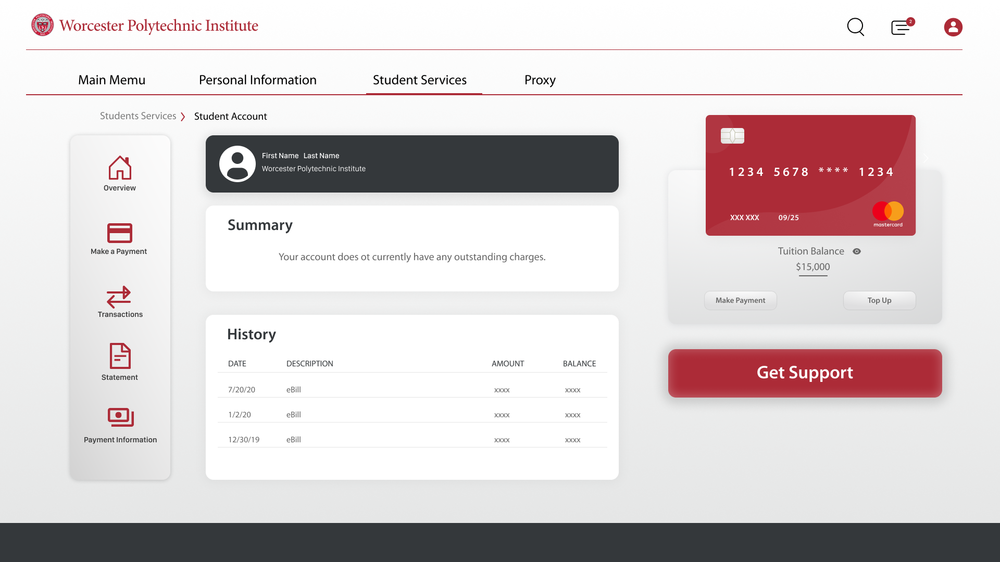 Worcester Polytechnic Institute
2
Main Memu
Personal Information
Student Services
Proxy
Students Services
Student Account
Overview
Make a Payment
Transactions
Statement
Payment Information
First Name Last Name
Worcester Polytechnic Institute
Summary
Your account does ot currently have any outstanding charges.
History
DATE DESCRIPTION AMOUNT BALANCE
7/20/20 eBill xxxx xxxx
1/2/20 eBill xxxx xxxx
12/30/19 eBill xxxx xxxx
1234 5678 **** 1234
XXX XXX 09/25
mastercard
Tuition Balance
$15,000
Make Payment
Top Up
Get Support